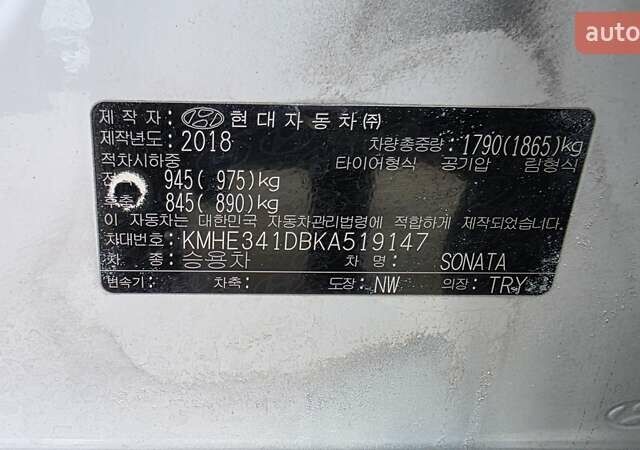 auto
제 작 자: 현대자동차㈜
제작년도: 2018 차량총중량: 1790(1865)kg
적차시하중 타이어형식 공기압 림형식
945( 975)kg
후축: 845( 890)kg
이 자동차는 대한민국 자동차관리법령에 적합하게 제작되었습니다.
차대번호: KMHE341DBKA519147
차 종: 승용차 차 명: SONATA
변속기: 차축: 도장: NW 의장: TRY